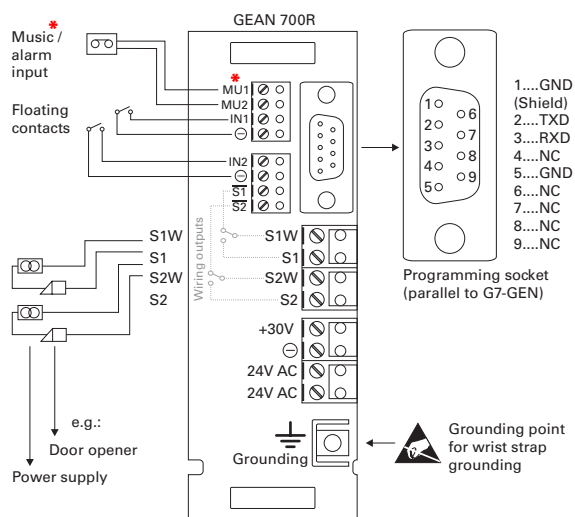 GEAN 700R
*
Music /
alarm
input
Floating
contacts
*
MU1
MU2
IN1
⊖
IN2
⊖
S1
S2
S1W
S1
S2W
S2
Wiring outputs
S1W
S1
S2W
S2
+30V
⊖
24V AC
24V AC
Grounding
e.g.:
Door opener
Power supply
1
2
3
4
5
6
7
8
9
1....GND
(Shield)
2....TXD
3....RXD
4....NC
5....GND
6....NC
7....NC
8....NC
9....NC
Programming socket
(parallel to G7-GEN)
Grounding point
for wrist strap
grounding